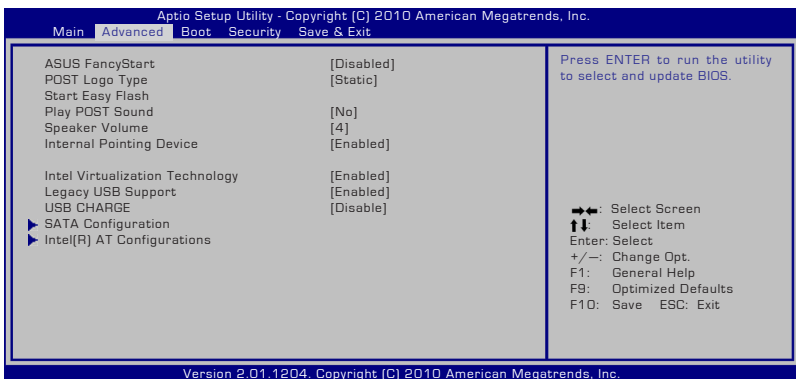 Aptio Setup Utility - Copyright (C) 2010 American Megatrends, Inc.
Main Advanced Boot Security Save & Exit
ASUS FancyStart [Disabled]
POST Logo Type [Static]
Start Easy Flash
Play POST Sound [No]
Speaker Volume [4]
Internal Pointing Device [Enabled]
Intel Virtualization Technology [Enabled]
Legacy USB Support [Enabled]
USB CHARGE [Disable]
SATA Configuration
Intel(R) AT Configurations
Press ENTER to run the utility
to select and update BIOS.
→←: Select Screen
↑↓: Select Item
Enter: Select
+/—: Change Opt.
F1: General Help
F9: Optimized Defaults
F10: Save ESC: Exit
Version 2.01.1204. Copyright (C) 2010 American Megatrends, Inc.